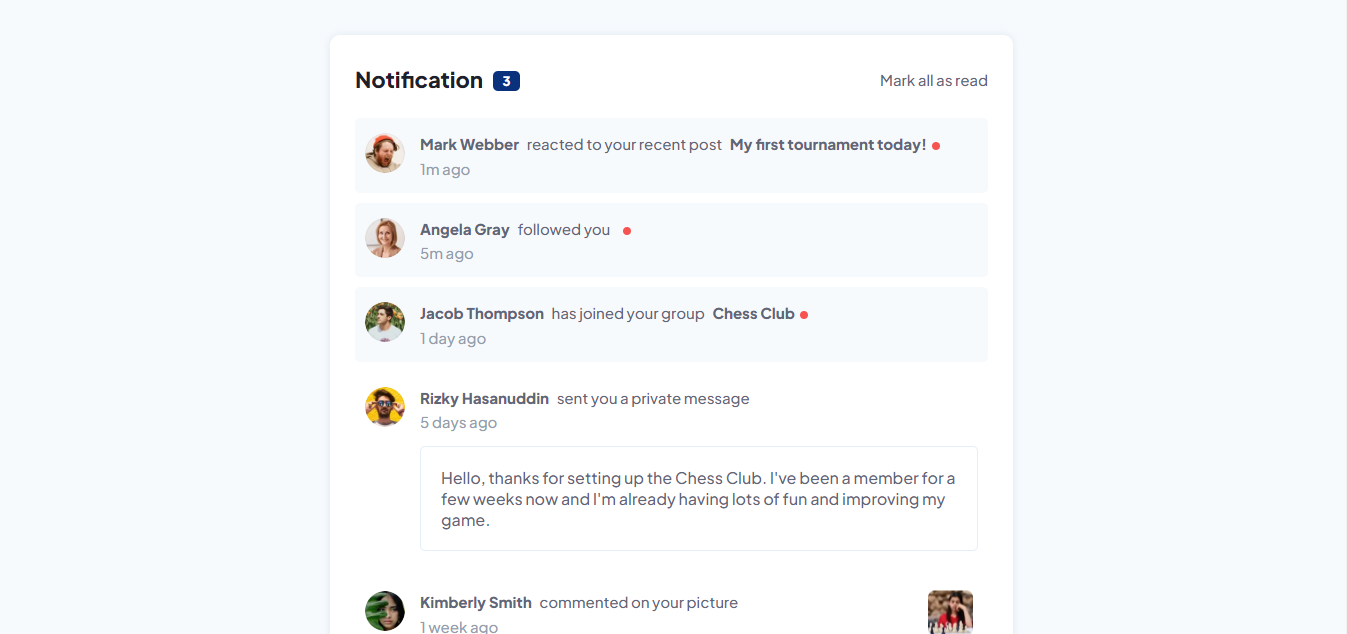 Notification 3 Mark all as read
Mark Webber reacted to your recent post My first tournament today!
1m ago
Angela Gray followed you
5m ago
Jacob Thompson has joined your group Chess Club
1 day ago
Rizky Hasanuddin sent you a private message
5 days ago
Hello, thanks for setting up the Chess Club. I've been a member for a
few weeks now and I'm already having lots of fun and improving my
game.
Kimberly Smith commented on your picture
1 week ago